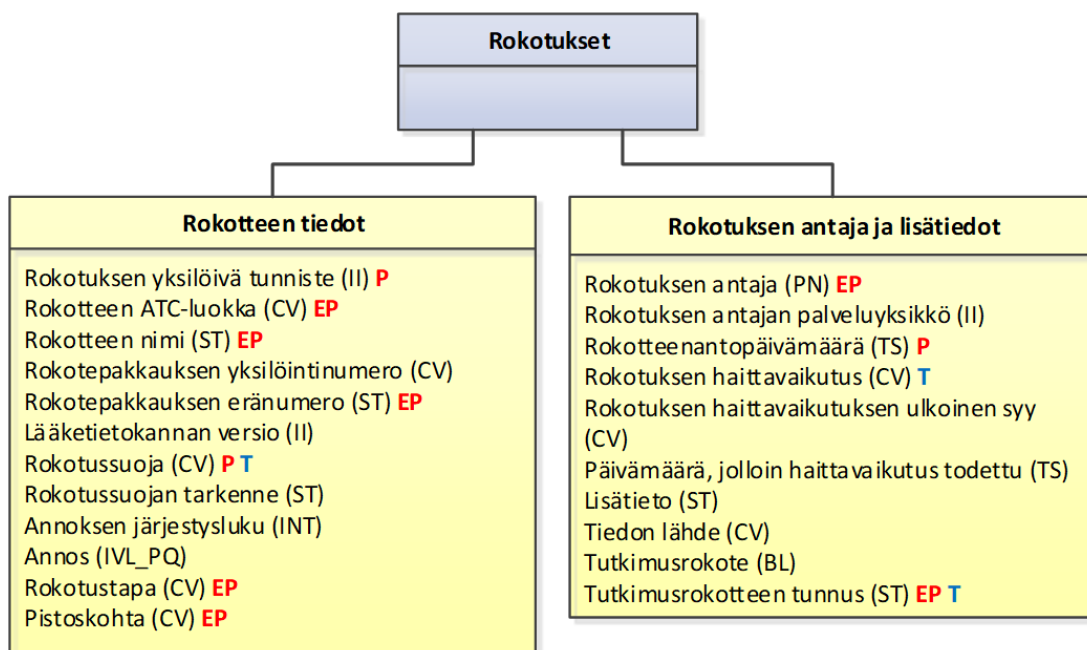 Rokotukset
Rokotteen tiedot
Rokotuksen yksilöivä tunniste (II) P
Rokotteen ATC-luokka (CV) EP
Rokotteen nimi (ST) EP
Rokotepakkauksen yksilöintinumero (CV)
Rokotepakkauksen eränumero (ST) EP
Lääketietokannan versio (II)
Rokotussuoja (CV) P T
Rokotussuojan tarkenne (ST)
Annoksen järjestysluku (INT)
Annos (IVL_PQ)
Rokotustapa (CV) EP
Pistoskohta (CV) EP
Rokotuksen antaja ja lisätiedot
Rokotuksen antaja (PN) EP
Rokotuksen antajan palveluyksikkö (II)
Rokotteenantopäivämäärä (TS) P
Rokotuksen haittavaikutus (CV) T
Rokotuksen haittavaikutuksen ulkoinen syy
(CV)
Päivämäärä, jolloin haittavaikutus todettu (TS)
Lisätieto (ST)
Tiedon lähde (CV)
Tutkimusrokote (BL)
Tutkimusrokotteen tunnus (ST) EP T